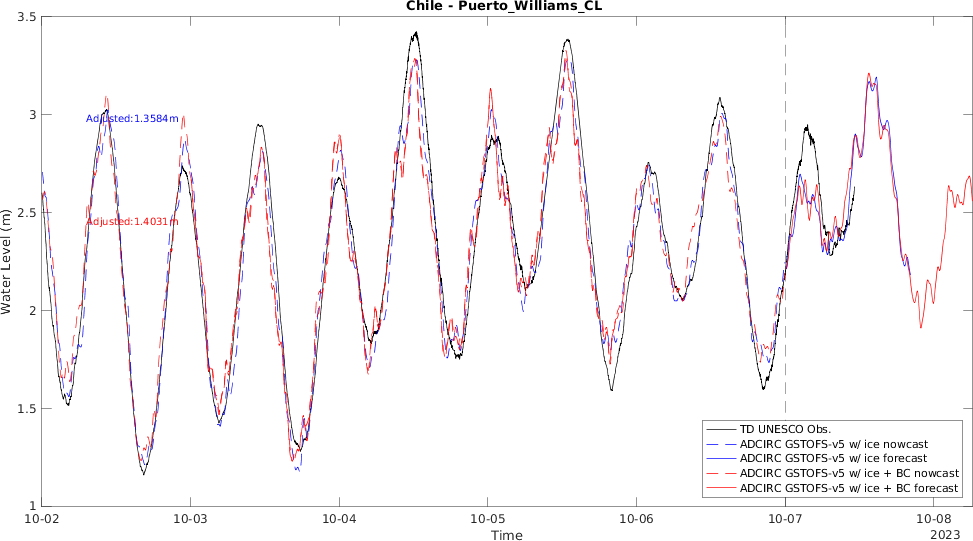 Chile - Puerto_Williams_CL
3.5
3
2.5
2
1.5
1
Water Level (m)
Adjusted:1.3584m
Adjusted:1.4031m
TD UNESCO Obs.
ADCIRC GSTOFS-v5 w/ ice nowcast
ADCIRC GSTOFS-v5 w/ ice forecast
ADCIRC GSTOFS-v5 w/ ice + BC nowcast
ADCIRC GSTOFS-v5 w/ ice + BC forecast
10-02 10-03 10-04 10-05 10-06 10-07 10-08
Time
2023